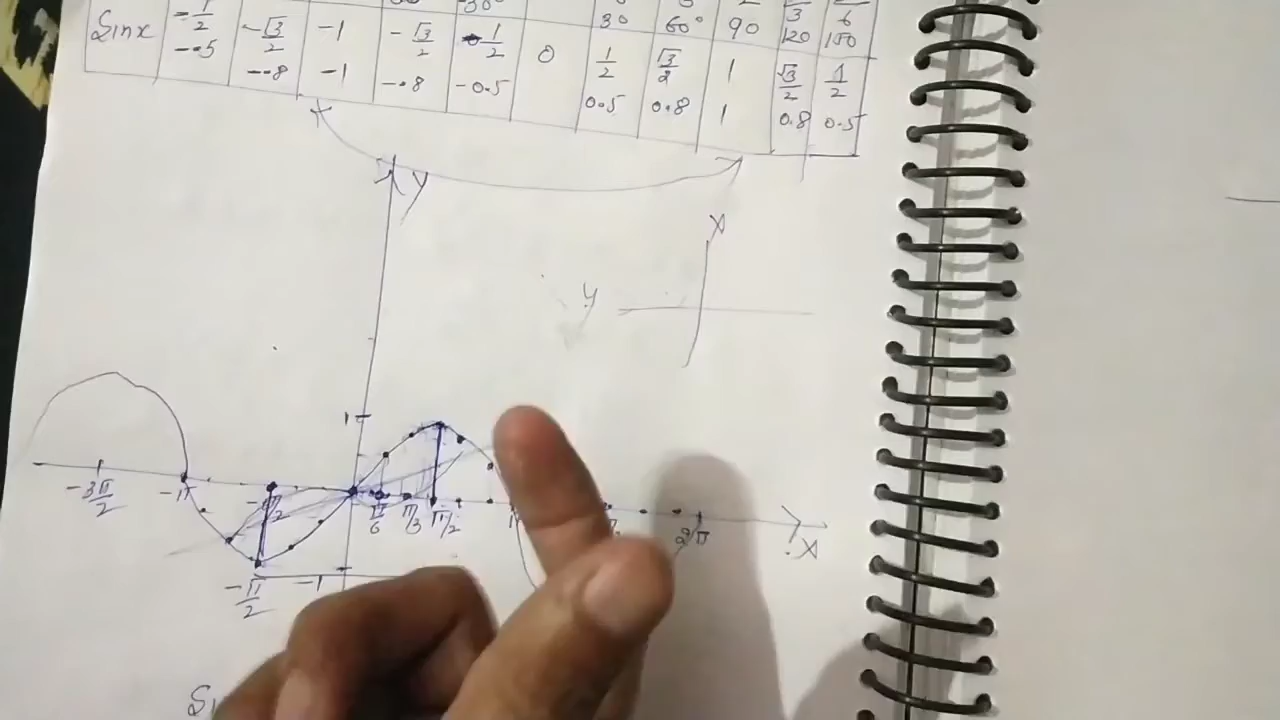 -30°
30 60° 90 120 150
Sinx -1/2 -√3/2 -1 -√3/2 -1/2 0 1/2 √3/2 1 √3/2 1/2
-.5 -.8 -1 -.8 -0.5 0.5 0.8 1 0.8 0.5
y
X
y
1
-3π/2 -π -π/2 π/6 π/3 π/2 π 2π
X
-π/2 -1